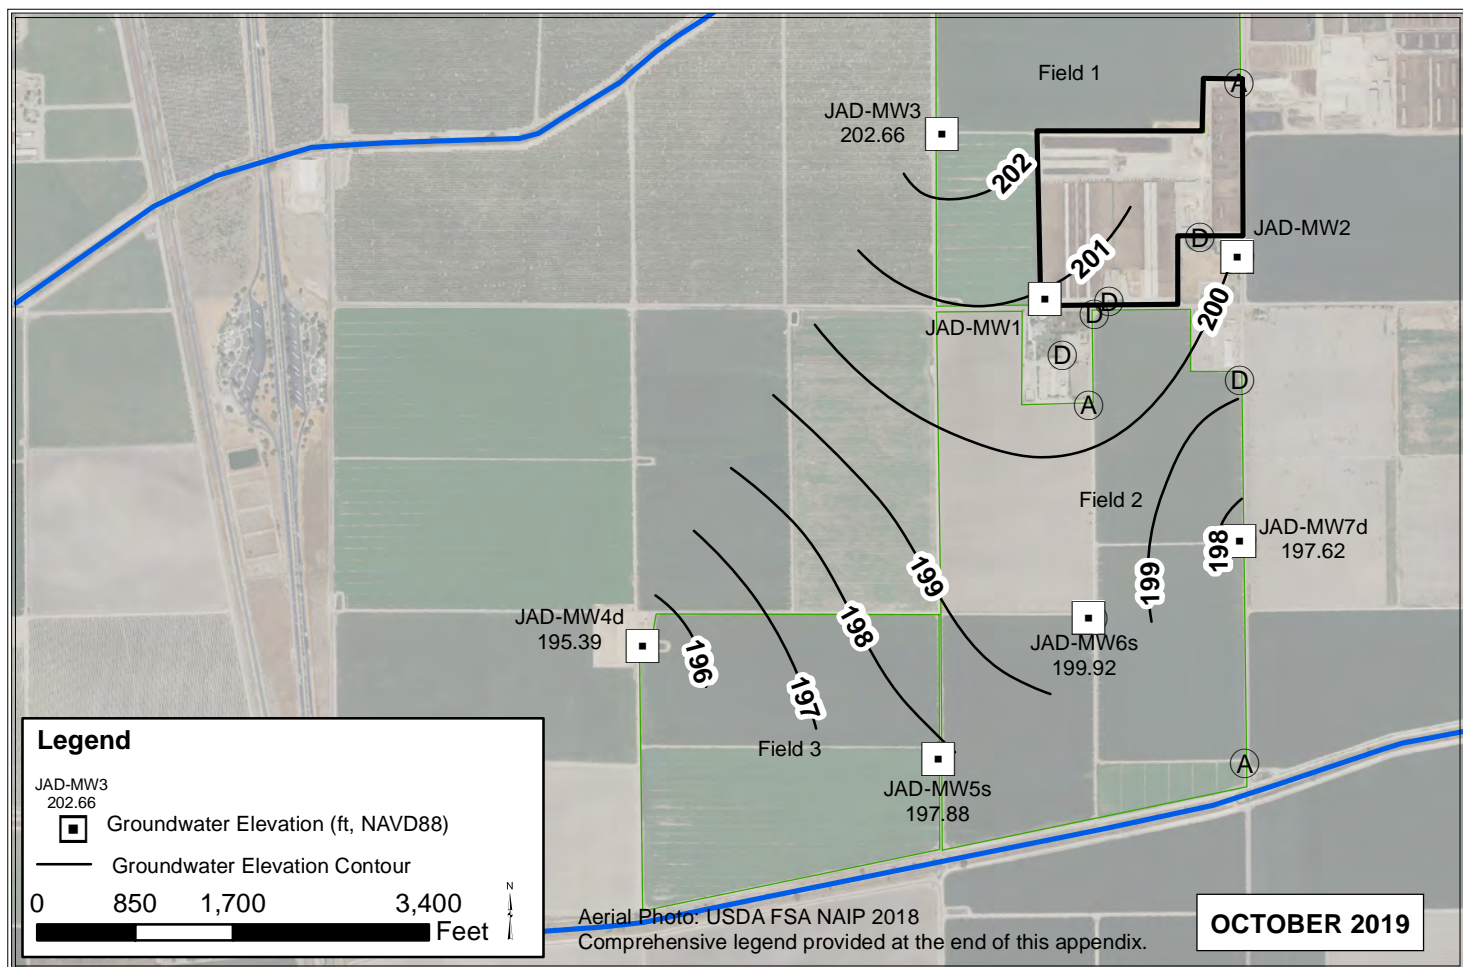 Field 1
A
JAD-MW3
202.66
202
D
JAD-MW2
201
200
D
D
JAD-MW1
D
D
A
Field 2
198
JAD-MW7d
197.62
199
199
JAD-MW4d
195.39
198
196
JAD-MW6s
199.92
197
Field 3
A
JAD-MW5s
197.88
Legend
JAD-MW3
202.66
Groundwater Elevation (ft, NAVD88)
Groundwater Elevation Contour
0 850 1,700 3,400
Feet
N
Aerial Photo: USDA FSA NAIP 2018
Comprehensive legend provided at the end of this appendix.
OCTOBER 2019